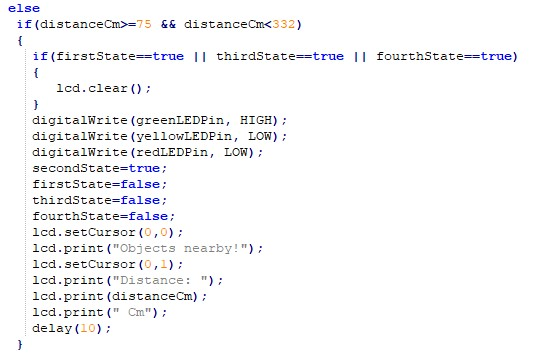 else
if(distanceCm>=75 && distanceCm<332)
{
if(firstState==true || thirdState==true || fourthState==true)
{
lcd.clear();
}
digitalWrite(greenLEDPin, HIGH);
digitalWrite(yellowLEDPin, LOW);
digitalWrite(redLEDPin, LOW);
secondState=true;
firstState=false;
thirdState=false;
fourthState=false;
lcd.setCursor(0,0);
lcd.print("Objects nearby!");
lcd.setCursor(0,1);
lcd.print("Distance: ");
lcd.print(distanceCm);
lcd.print(" Cm");
delay(10);
}